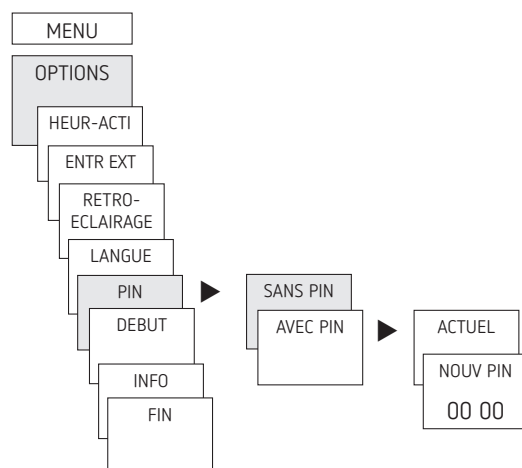 MENU
OPTIONS
HEUR-ACTI
ENTR EXT
RETRO-
ECLAIRAGE
LANGUE
PIN
DEBUT
INFO
FIN
SANS PIN
AVEC PIN
ACTUEL
NOUV PIN
00 00